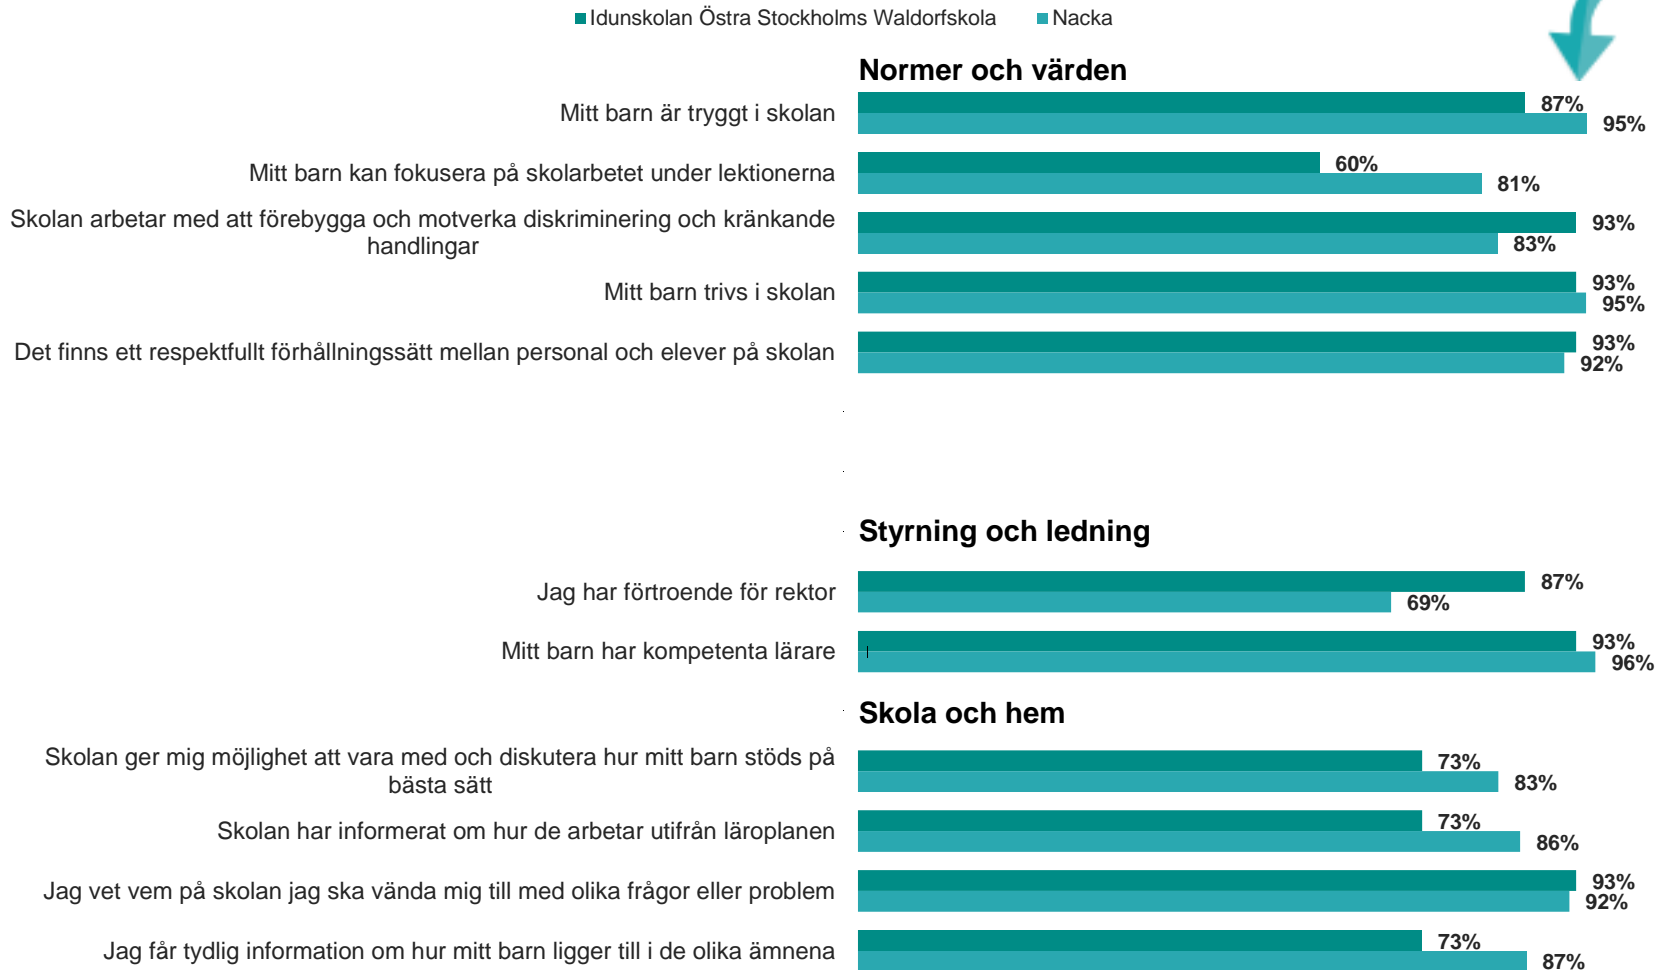 Idunskolan Östra Stockholms Waldorfskola Nacka
Normer och värden
Mitt barn är tryggt i skolan
87%
95%
Mitt barn kan fokusera på skolarbetet under lektionerna
60%
81%
Skolan arbetar med att förebygga och motverka diskriminering och kränkande
handlingar
93%
83%
Mitt barn trivs i skolan
93%
95%
Det finns ett respektfullt förhållningssätt mellan personal och elever på skolan
93%
92%
Styrning och ledning
Jag har förtroende för rektor
87%
69%
Mitt barn har kompetenta lärare
93%
96%
Skola och hem
Skolan ger mig möjlighet att vara med och diskutera hur mitt barn stöds på
bästa sätt
73%
83%
Skolan har informerat om hur de arbetar utifrån läroplanen
73%
86%
Jag vet vem på skolan jag ska vända mig till med olika frågor eller problem
93%
92%
Jag får tydlig information om hur mitt barn ligger till i de olika ämnena
73%
87%